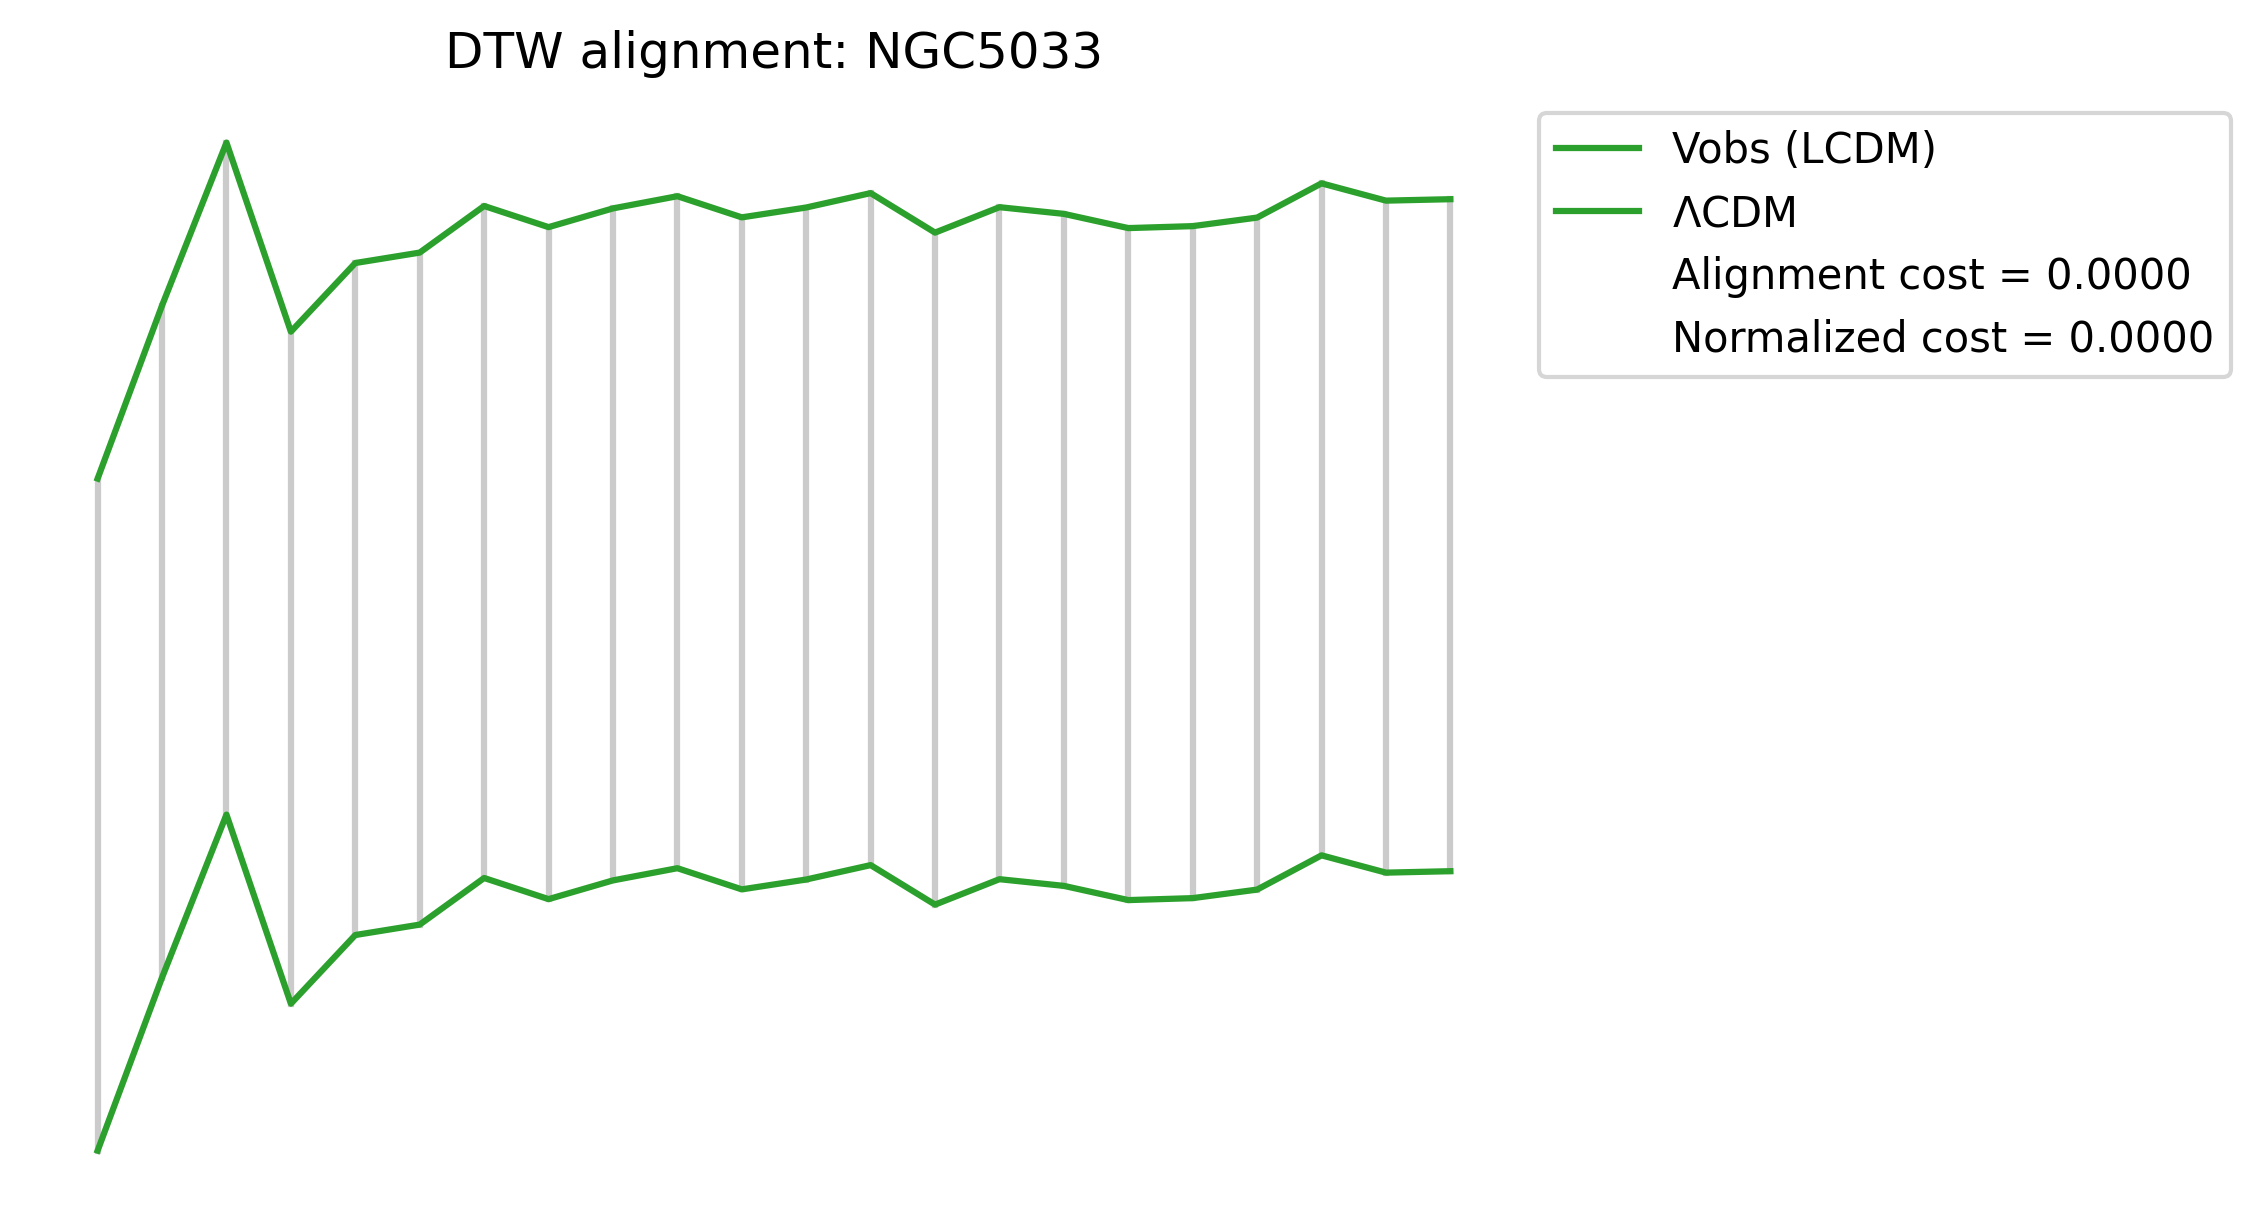 DTW alignment: NGC5033
Vobs (LCDM)
ΛCDM
Alignment cost = 0.0000
Normalized cost = 0.0000